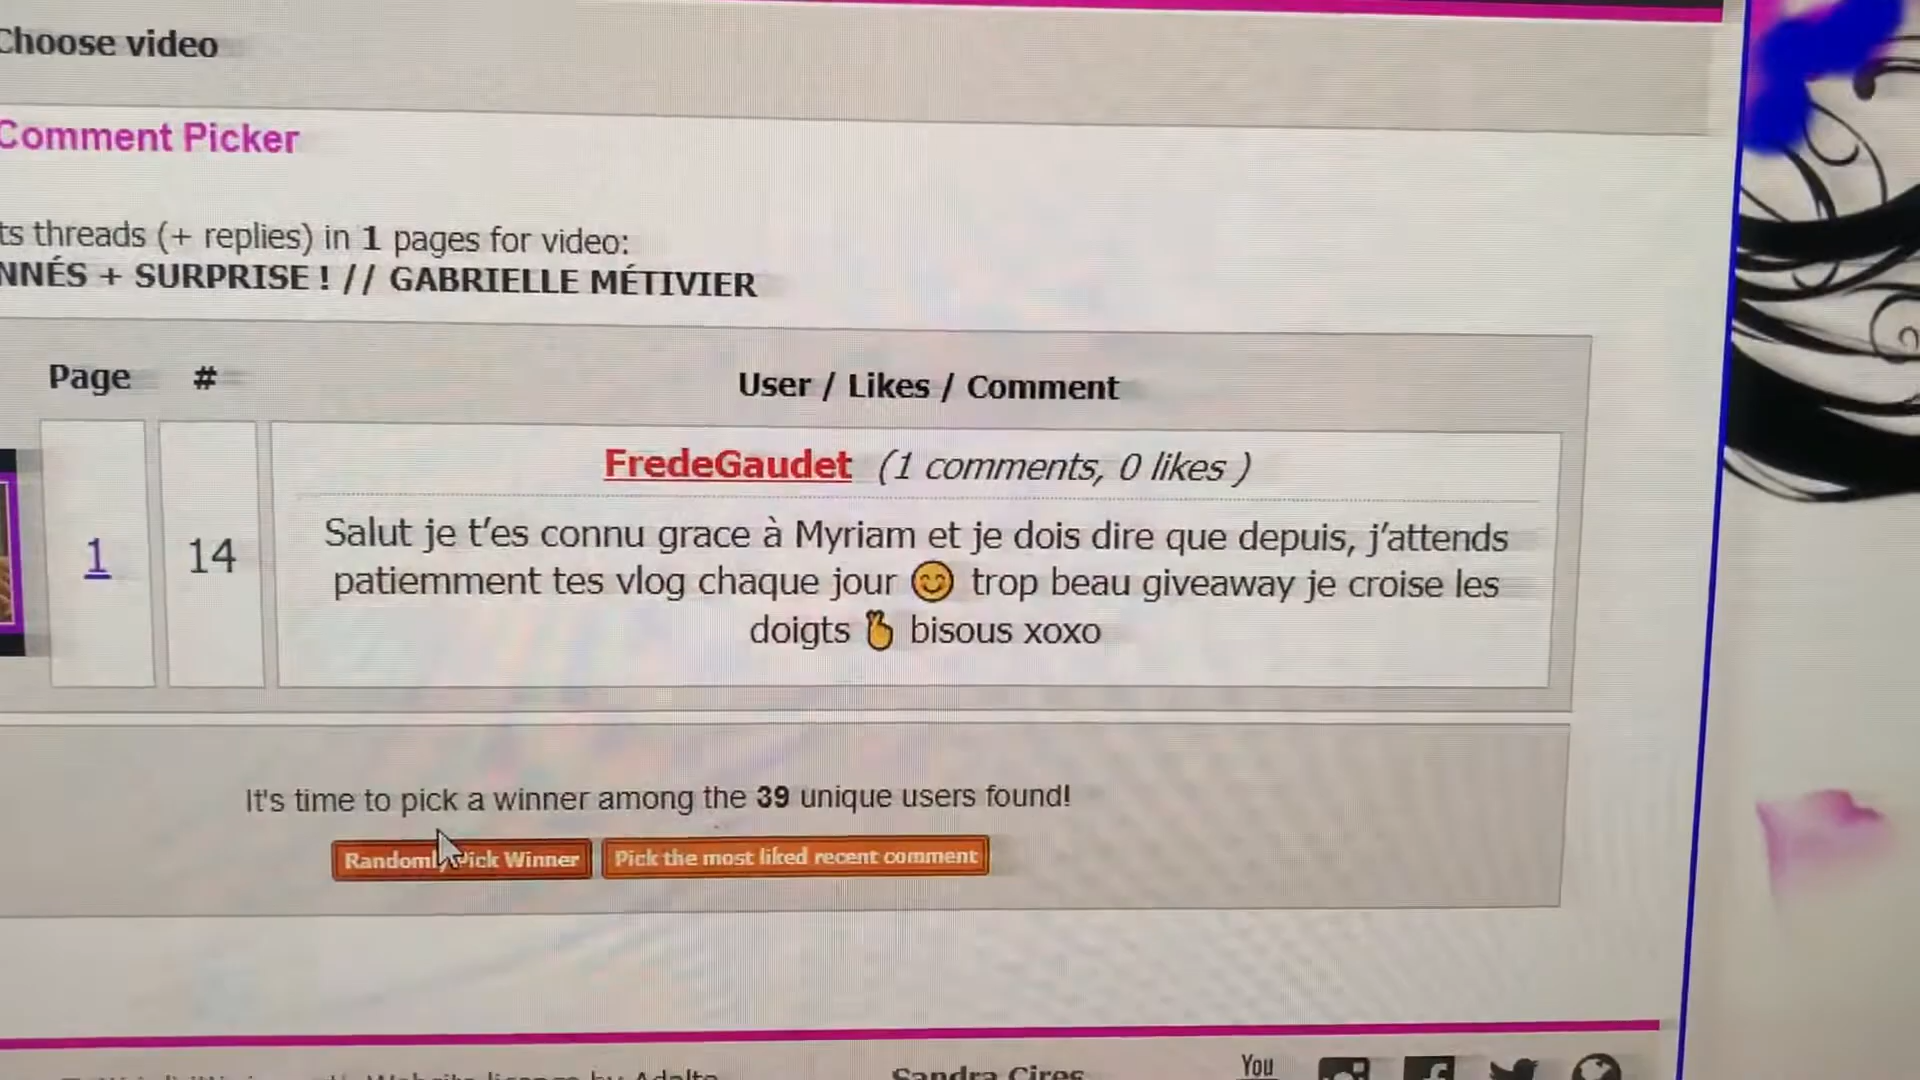 Choose video
Comment Picker
ts threads (+ replies) in 1 pages for video:
NNÉS + SURPRISE ! // GABRIELLE MÉTIVIER
Page # User / Likes / Comment
FredeGaudet (1 comments, 0 likes )
1 14
Salut je t'es connu grace à Myriam et je dois dire que depuis, j'attends
patiemment tes vlog chaque jour 😊 trop beau giveaway je croise les
doigts 🤞 bisous xoxo
It's time to pick a winner among the 39 unique users found!
Randomly Pick Winner Pick the most liked recent comment
Sandra Cires
You